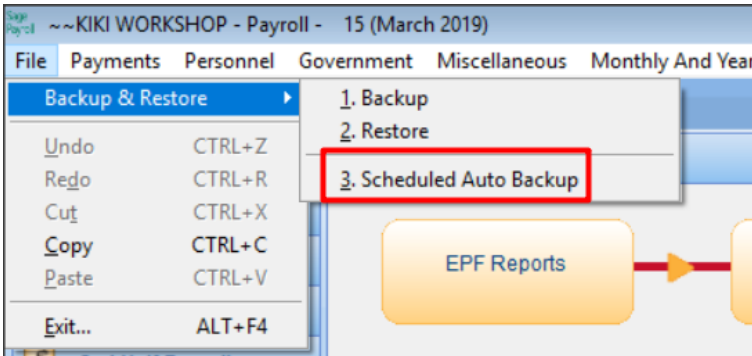 Sage Payroll ~~KIKI WORKSHOP - Payroll - 15 (March 2019)
File Payments Personnel Government Miscellaneous Monthly And Year
Backup & Restore
1. Backup
2. Restore
3. Scheduled Auto Backup
Undo CTRL+Z
Redo CTRL+R
Cut CTRL+X
Copy CTRL+C
Paste CTRL+V
Exit... ALT+F4
EPF Reports